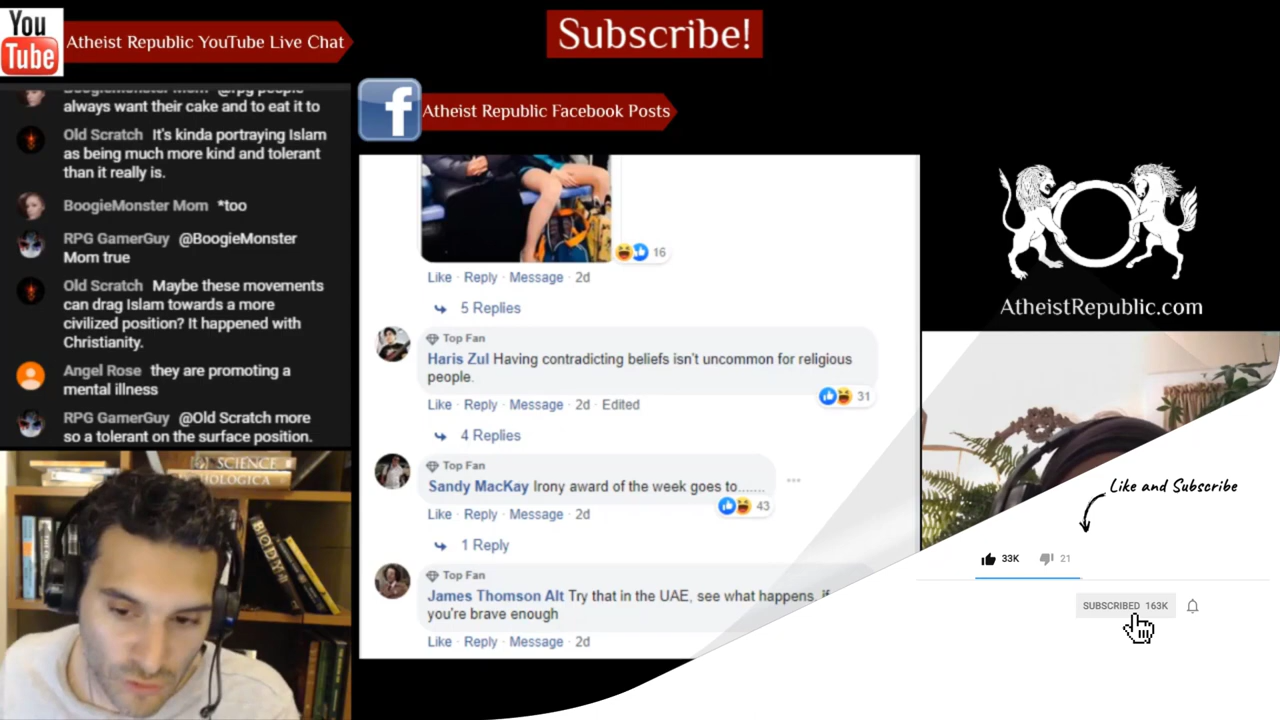 You
Tube
Atheist Republic YouTube Live Chat
Subscribe!
always want their cake and to eat it to
Old Scratch It's kinda portraying Islam
as being much more kind and tolerant
than it really is.
BoogieMonster Mom *too
RPG GamerGuy @BoogieMonster
Mom true
Old Scratch Maybe these movements
can drag Islam towards a more
civilized position? It happened with
Christianity.
Angel Rose they are promoting a
mental illness
RPG GamerGuy @Old Scratch more
so a tolerant on the surface position.
SCIENCE
f
Atheist Republic Facebook Posts
16
Like · Reply · Message · 2d
5 Replies
Top Fan
Haris Zul Having contradicting beliefs isn't uncommon for religious
people.
31
Like · Reply · Message · 2d · Edited
4 Replies
Top Fan
Sandy MacKay Irony award of the week goes to.......
43
Like · Reply · Message · 2d
1 Reply
Top Fan
James Thomson Alt Try that in the UAE, see what happens, if
you're brave enough
Like · Reply · Message · 2d
AtheistRepublic.com
Like and Subscribe
33K 21
SUBSCRIBED 163K